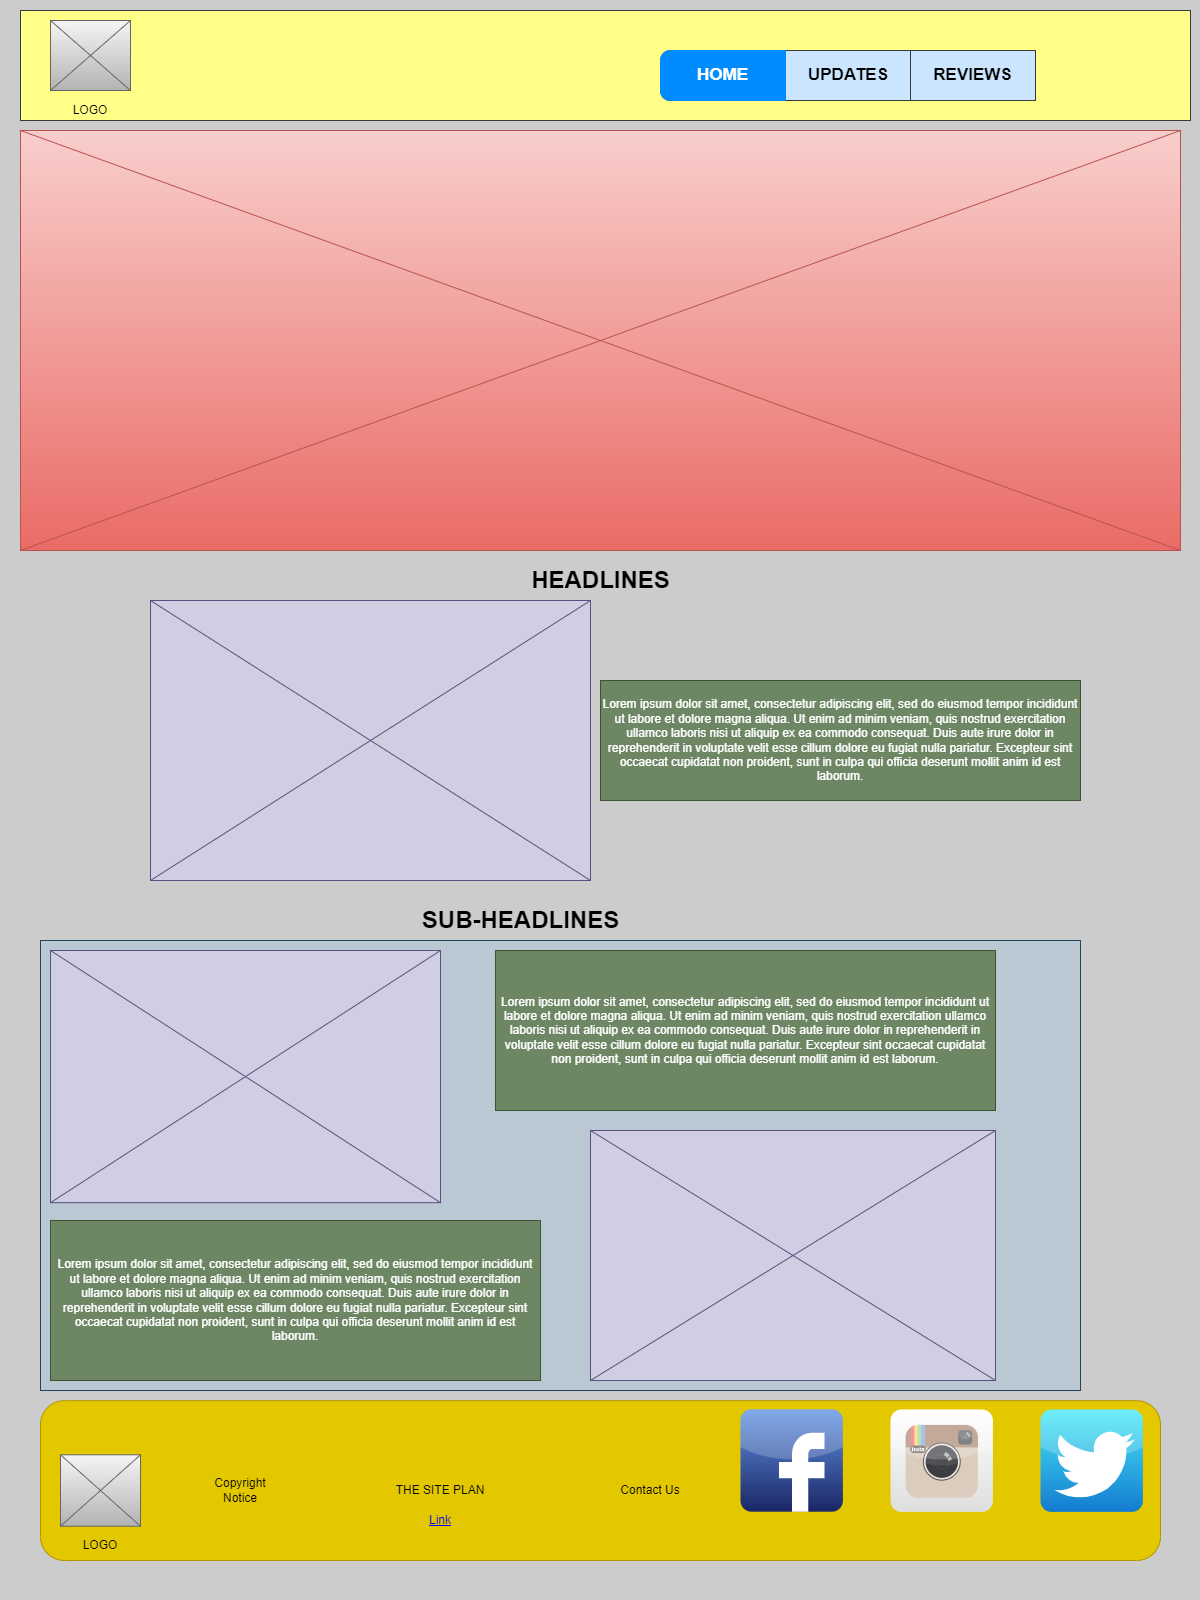 LOGO
HOME
UPDATES
REVIEWS
HEADLINES
Lorem ipsum dolor sit amet, consectetur adipiscing elit, sed do eiusmod tempor incididunt
ut labore et dolore magna aliqua. Ut enim ad minim veniam, quis nostrud exercitation
ullamco laboris nisi ut aliquip ex ea commodo consequat. Duis aute irure dolor in
reprehenderit in voluptate velit esse cillum dolore eu fugiat nulla pariatur. Excepteur sint
occaecat cupidatat non proident, sunt in culpa qui officia deserunt mollit anim id est
laborum.
SUB-HEADLINES
Lorem ipsum dolor sit amet, consectetur adipiscing elit, sed do eiusmod tempor incididunt ut
labore et dolore magna aliqua. Ut enim ad minim veniam, quis nostrud exercitation ullamco
laboris nisi ut aliquip ex ea commodo consequat. Duis aute irure dolor in reprehenderit in
voluptate velit esse cillum dolore eu fugiat nulla pariatur. Excepteur sint occaecat cupidatat
non proident, sunt in culpa qui officia deserunt mollit anim id est laborum.
Lorem ipsum dolor sit amet, consectetur adipiscing elit, sed do eiusmod tempor incididunt
ut labore et dolore magna aliqua. Ut enim ad minim veniam, quis nostrud exercitation
ullamco laboris nisi ut aliquip ex ea commodo consequat. Duis aute irure dolor in
reprehenderit in voluptate velit esse cillum dolore eu fugiat nulla pariatur. Excepteur sint
occaecat cupidatat non proident, sunt in culpa qui officia deserunt mollit anim id est
laborum.
LOGO
Copyright
Notice
THE SITE PLAN
Link
Contact Us
f
Insta